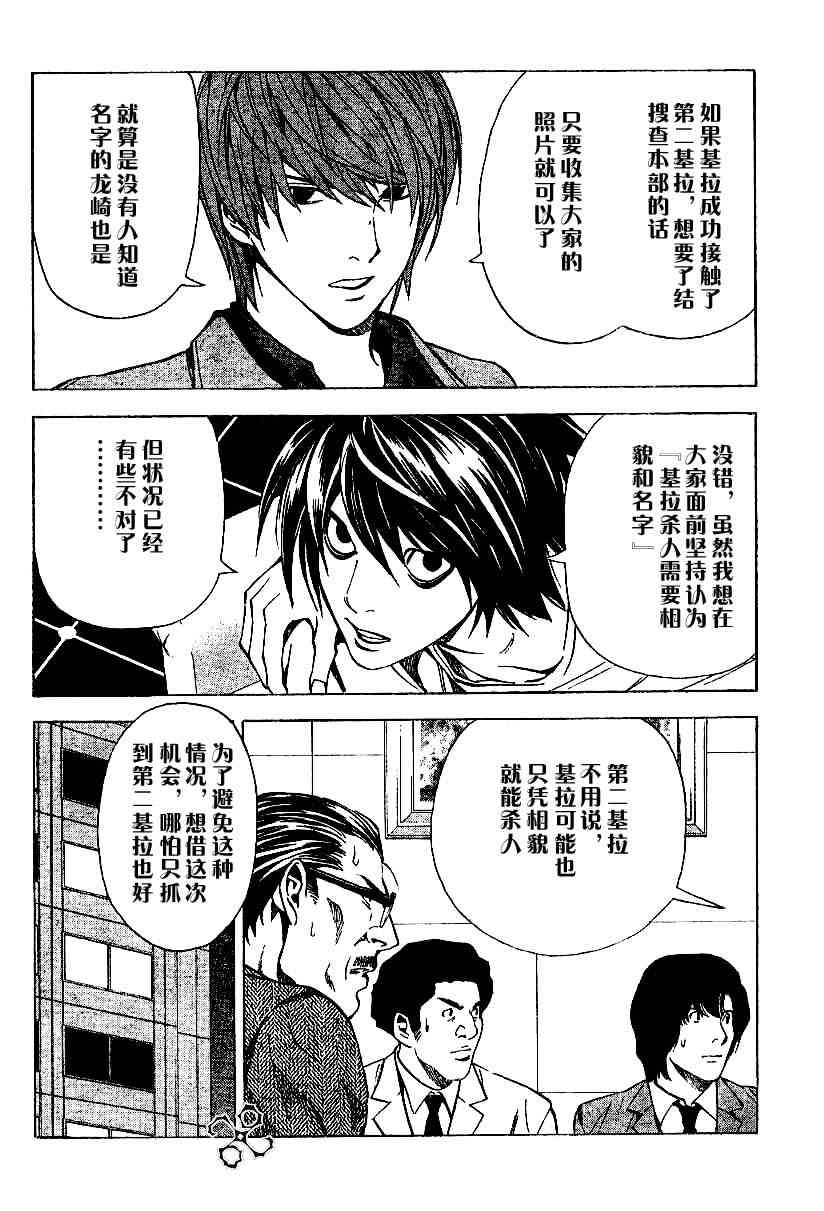 如果基拉成功接触了
第二基拉，想要了结
搜查本部的话
只要收集大家的
照片就可以了
就算是没有人知道
名字的龙崎也是
没错，虽然我想在
大家面前坚持认为
『基拉杀人需要相
貌和名字』
但状况已经
有些不对了
…………
第二基拉
不用说，
基拉可能也
只凭相貌
就能杀人
为了避免这种
情况，想借这次
机会，哪怕只抓
到第二基拉也好